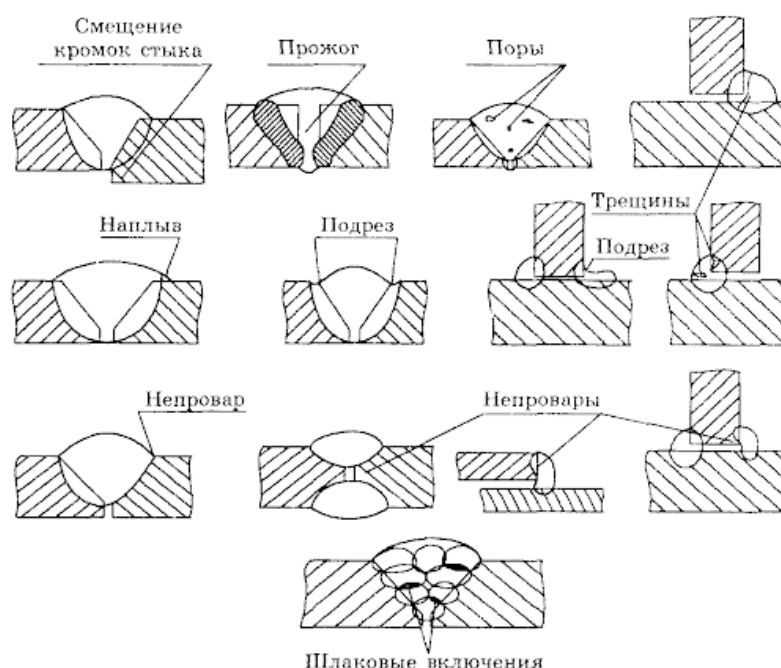 Смещение
кромок стыка
Прожог
Поры
Трещины
Наплыв
Подрез
Подрез
Непровар
Непровары
Шлаковые включения